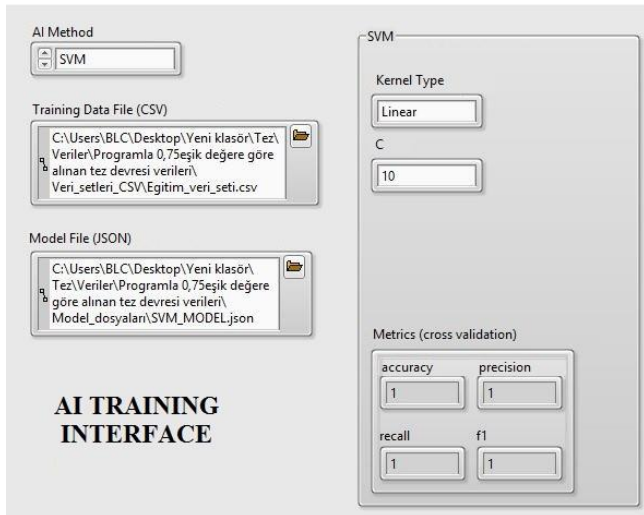 AI Method
SVM
Training Data File (CSV)
C:\Users\BLC\Desktop\Yeni klasör\Tez\
Veriler\Programla 0,75eşik değere göre
alınan tez devresi verileri\
Veri_setleri_CSV\Egitim_veri_seti.csv
Model File (JSON)
C:\Users\BLC\Desktop\Yeni klasör\
Tez\Veriler\Programla 0,75eşik değere
göre alınan tez devresi verileri\
Model_dosyaları\SVM_MODEL.json
AI TRAINING
INTERFACE
SVM
Kernel Type
Linear
C
10
Metrics (cross validation)
accuracy precision
1 1
recall f1
1 1